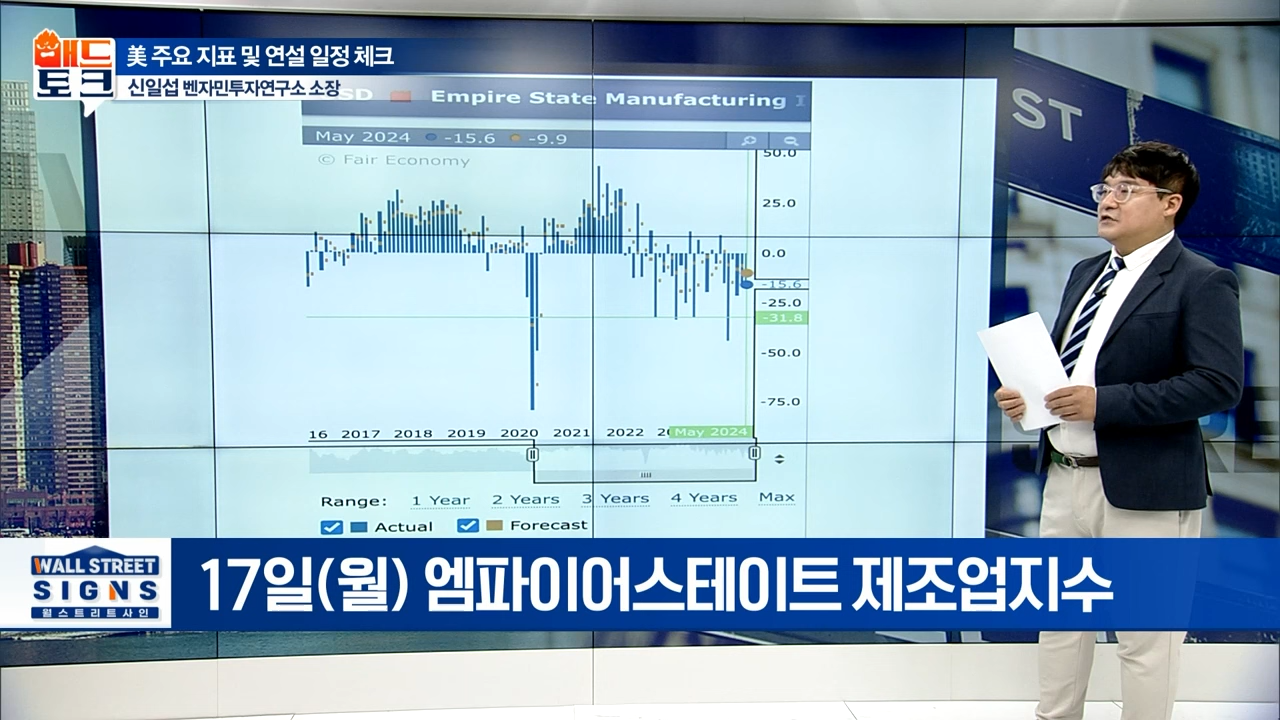 배드
토크
美 주요 지표 및 연설 일정 체크
신일섭 벤자민투자연구소 소장
SD Empire State Manufacturing I
May 2024 -15.6 -9.9
© Fair Economy
50.0
25.0
0.0
-15.6
-25.0
-31.8
-50.0
-75.0
16 2017 2018 2019 2020 2021 2022 2 May 2024
Range: 1 Year 2 Years 3 Years 4 Years Max
Actual Forecast
ST
WALL STREET
SIGNS
월스트리트사인
17일(월) 엠파이어스테이트 제조업지수